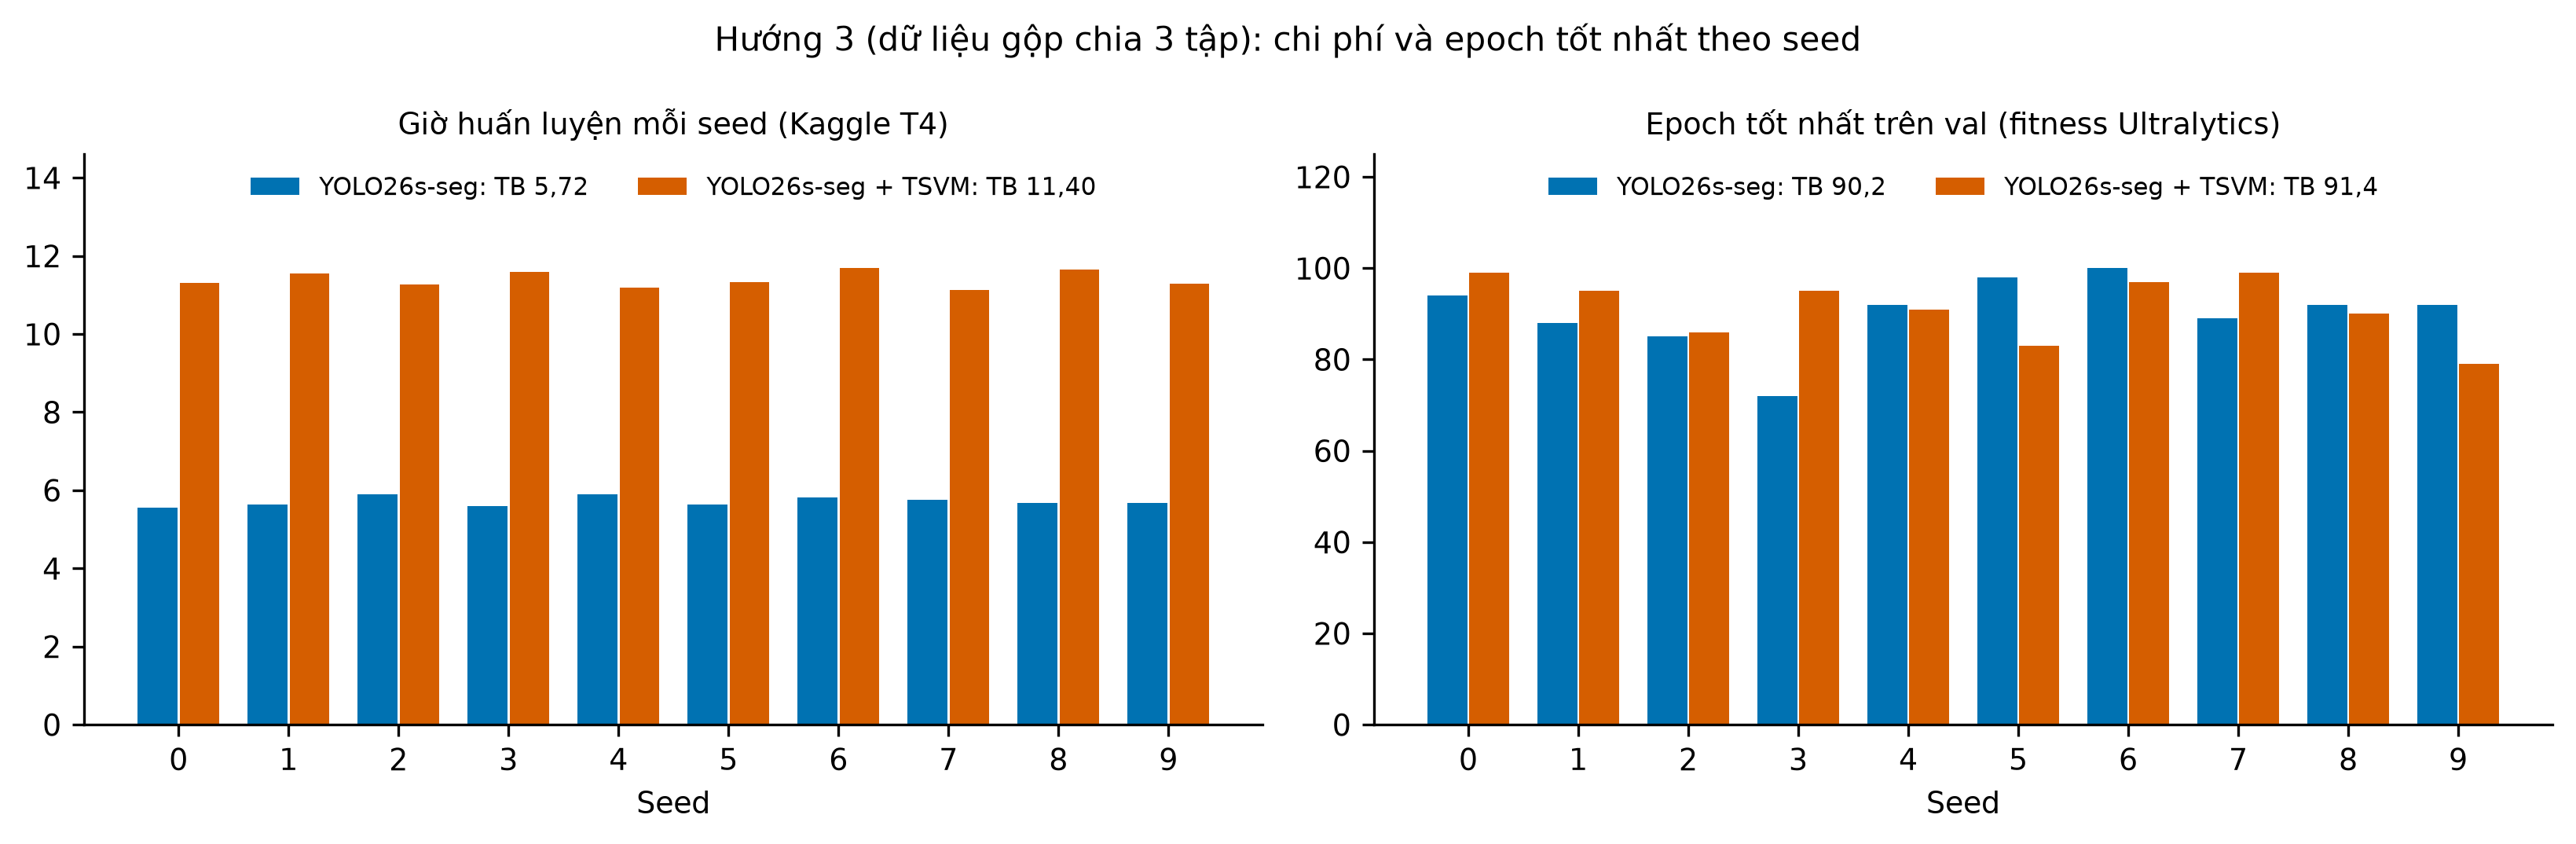 Hướng 3 (dữ liệu gộp chia 3 tập): chi phí và epoch tốt nhất theo seed
Giờ huấn luyện mỗi seed (Kaggle T4)
YOLO26s-seg: TB 5,72
YOLO26s-seg + TSVM: TB 11,40
14
12
10
8
6
4
2
0
0 1 2 3 4 5 6 7 8 9
Seed
Epoch tốt nhất trên val (fitness Ultralytics)
YOLO26s-seg: TB 90,2
YOLO26s-seg + TSVM: TB 91,4
120
100
80
60
40
20
0
0 1 2 3 4 5 6 7 8 9
Seed